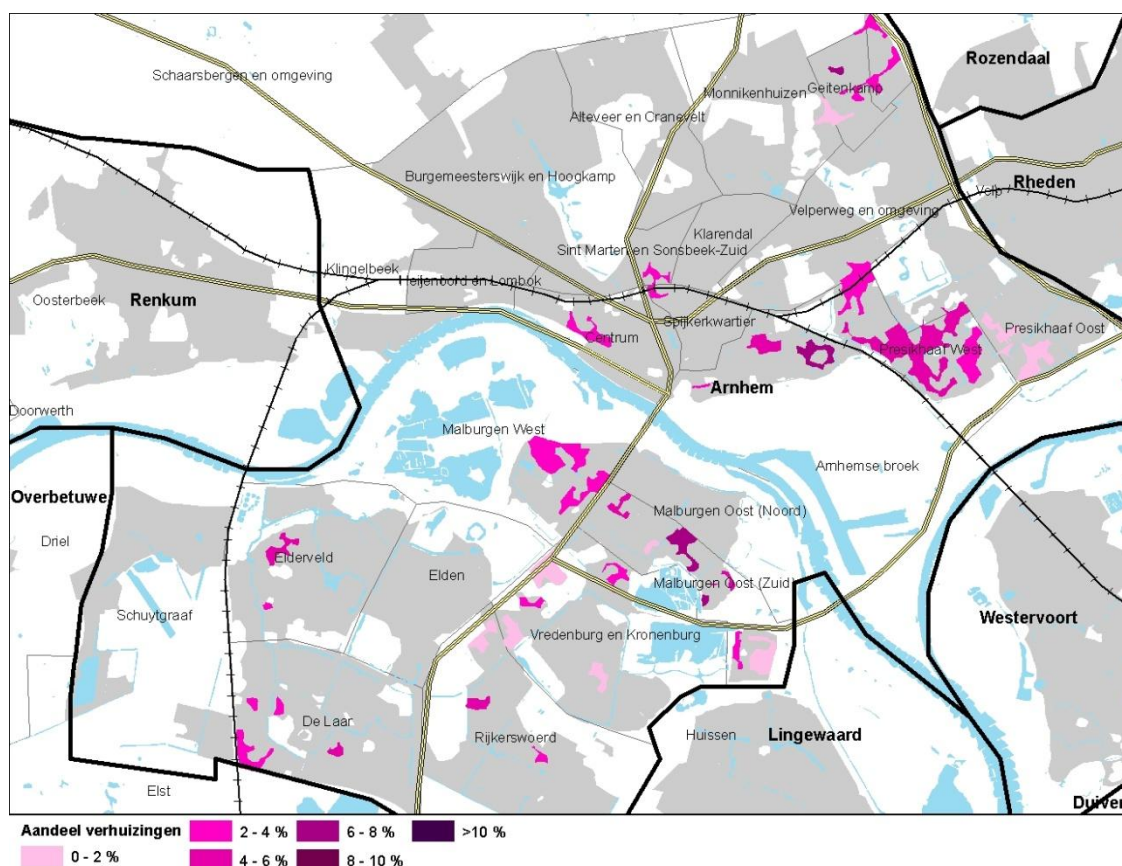 Schaarsbergen en omgeving
Rozendaal
Monnikenhuizen
Geitenkamp
Alteveer en Cranevelt
Burgemeesterswijk en Hoogkamp
Rheden
Velp
Velperweg en omgeving
Klarendal
Sint Marten en Sonsbeek-Zuid
Klingelbeek
Heijenoord en Lombok
Oosterbeek
Renkum
Spijkerkwartier
Centrum
Presikhaaf Oost
Presikhaaf West
Arnhem
Doorwerth
Malburgen West
Arnhemse broek
Overbetuwe
Malburgen Oost (Noord)
Driel
Elderveld
Elden
Malburgen Oost (Zuid)
Schuytgraaf
Westervoort
Vredenburg en Kronenburg
De Laar
Rijkerswoerd
Huissen
Lingewaard
Elst
Duiven
Aandeel verhuizingen
0 - 2 %
2 - 4 %
4 - 6 %
6 - 8 %
8 - 10 %
>10 %